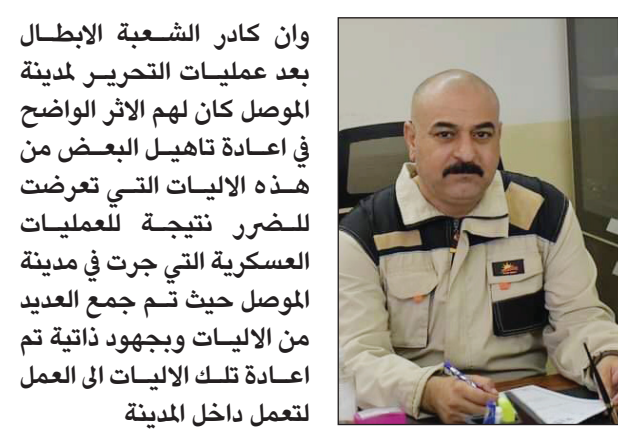 وان كادر الشعبة الابطال
بعد عمليات التحرير لمدينة
الموصل كان لهم الاثر الواضح
في اعادة تاهيل البعض من
هذه الاليات التي تعرضت
للضرر نتيجة للعمليات
العسكرية التي جرت في مدينة
الموصل حيث تم جمع العديد
من الاليات وبجهود ذاتية تم
اعادة تلك الاليات الى العمل
لتعمل داخل المدينة